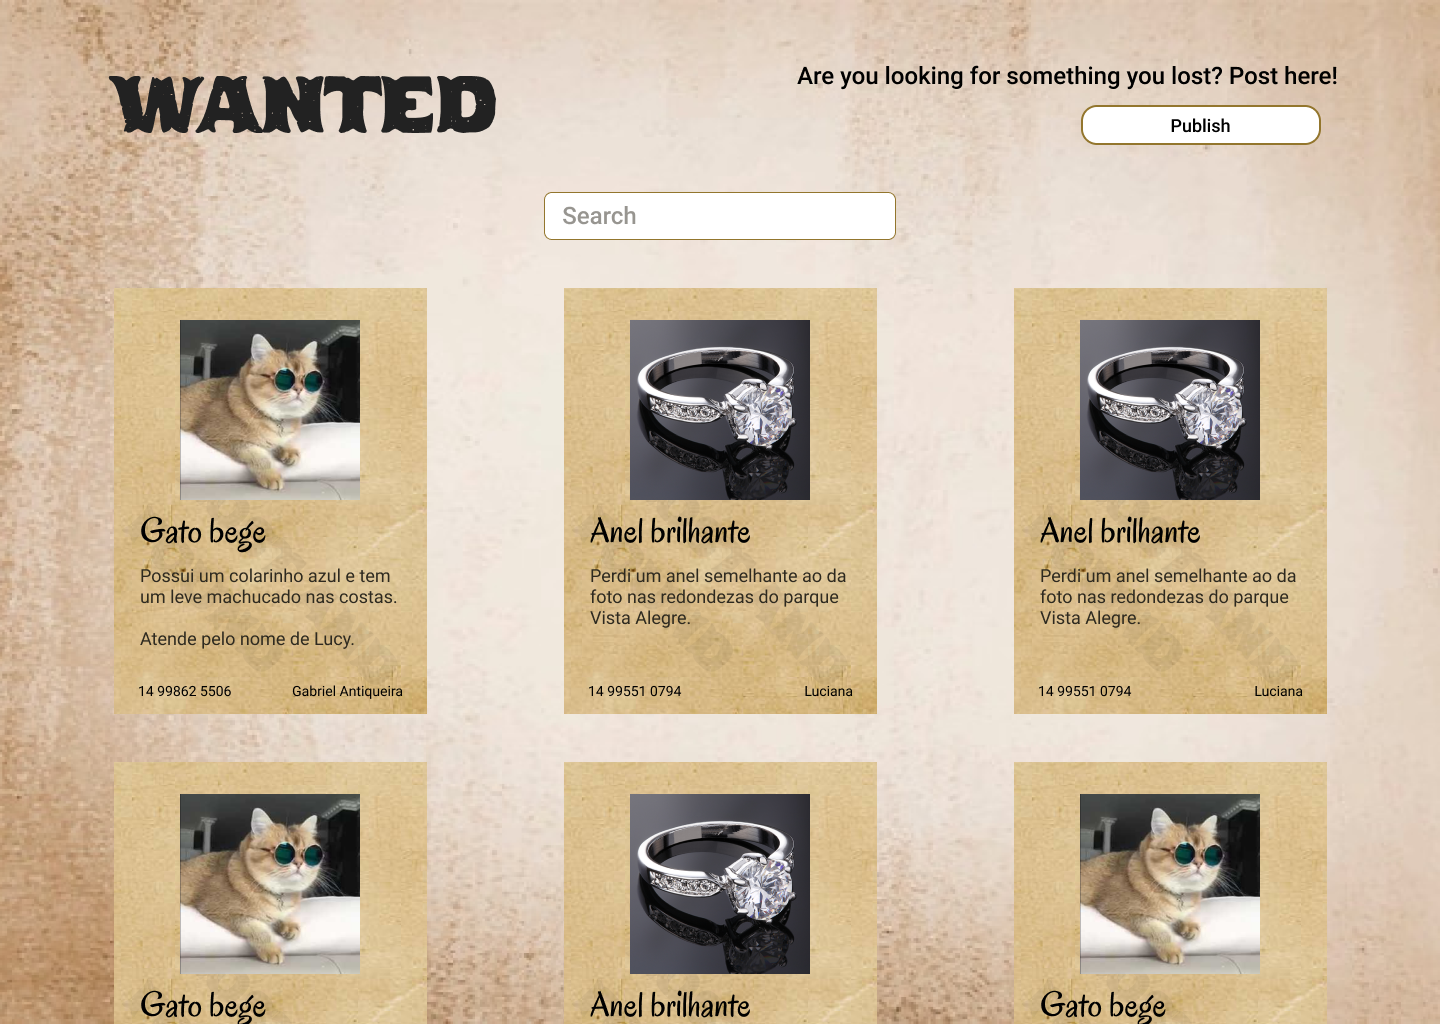 WANTED
Are you looking for something you lost? Post here!
Publish
Search
Gato bege
Possui um colarinho azul e tem
um leve machucado nas costas.
Atende pelo nome de Lucy.
14 99862 5506
Gabriel Antiqueira
Anel brilhante
Perdi um anel semelhante ao da
foto nas redondezas do parque
Vista Alegre.
14 99551 0794
Luciana
Anel brilhante
Perdi um anel semelhante ao da
foto nas redondezas do parque
Vista Alegre.
14 99551 0794
Luciana
Gato bege
Anel brilhante
Gato bege